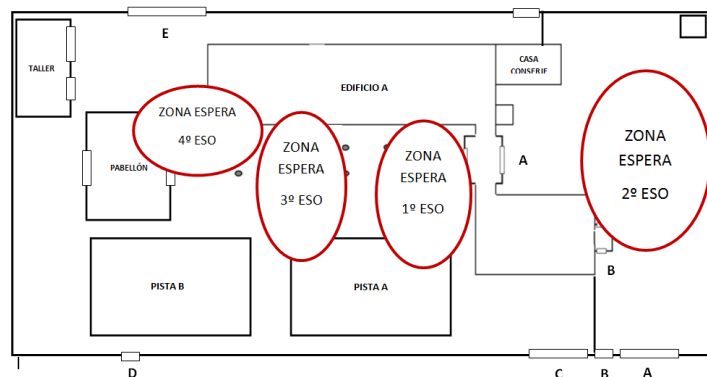 E
TALLER
CASA
CONSERJE
EDIFICIO A
ZONA ESPERA
4º ESO
ZONA
ESPERA
3º ESO
ZONA
ESPERA
1º ESO
A
ZONA
ESPERA
2º ESO
PABELLÓN
B
PISTA B
PISTA A
D
C
B
A